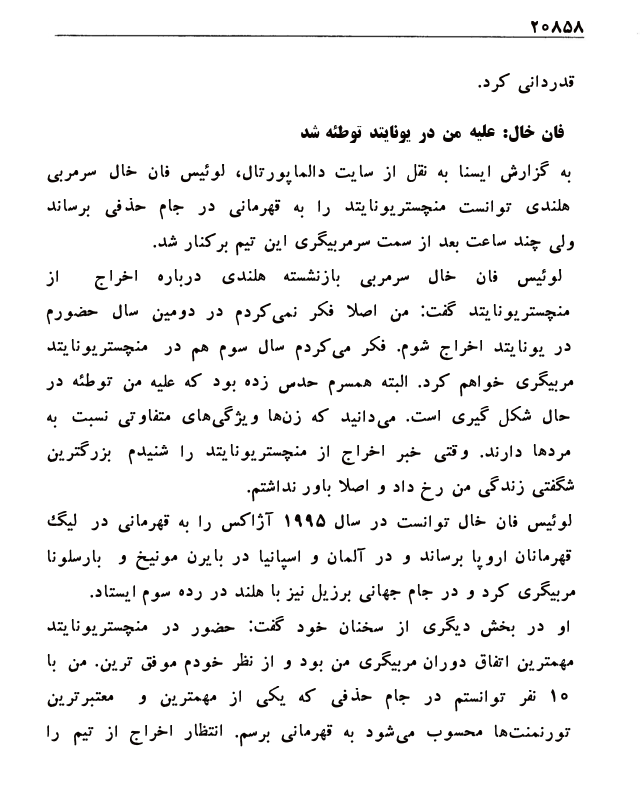 ۲۰۸۵۸
قدردانی کرد.
فان خال: علیه من در یونایتد توطئه شد
به گزارش ایسنا به نقل از سایت دالماپورتال، لوئیس فان خال سرمربی
هلندی توانست منچستریونایتد را به قهرمانی در جام حذفی برساند
ولی چند ساعت بعد از سمت سرمربیگری این تیم برکنار شد.
لوئیس فان خال سرمربی بازنشسته هلندی درباره اخراج از
منچستریونایتد گفت: من اصلا فکر نمی‌کردم در دومین سال حضورم
در یونایتد اخراج شوم. فکر می‌کردم سال سوم هم در منچستریونایتد
مربیگری خواهم کرد. البته همسرم حدس زده بود که علیه من توطئه در
حال شکل گیری است. می‌دانید که زن‌ها ویژگی‌های متفاوتی نسبت به
مردها دارند. وقتی خبر اخراج از منچستریونایتد را شنیدم بزرگترین
شگفتی زندگی من رخ داد و اصلا باور نداشتم.
لوئیس فان خال توانست در سال ۱۹۹۵ آژاکس را به قهرمانی در لیگ
قهرمانان اروپا برساند و در آلمان و اسپانیا در بایرن مونیخ و بارسلونا
مربیگری کرد و در جام جهانی برزیل نیز با هلند در رده سوم ایستاد.
او در بخش دیگری از سخنان خود گفت: حضور در منچستریونایتد
مهمترین اتفاق دوران مربیگری من بود و از نظر خودم موفق ترین. من با
۱۰ نفر توانستم در جام حذفی که یکی از مهمترین و معتبرترین
تورنمنت‌ها محسوب می‌شود به قهرمانی برسم. انتظار اخراج از تیم را